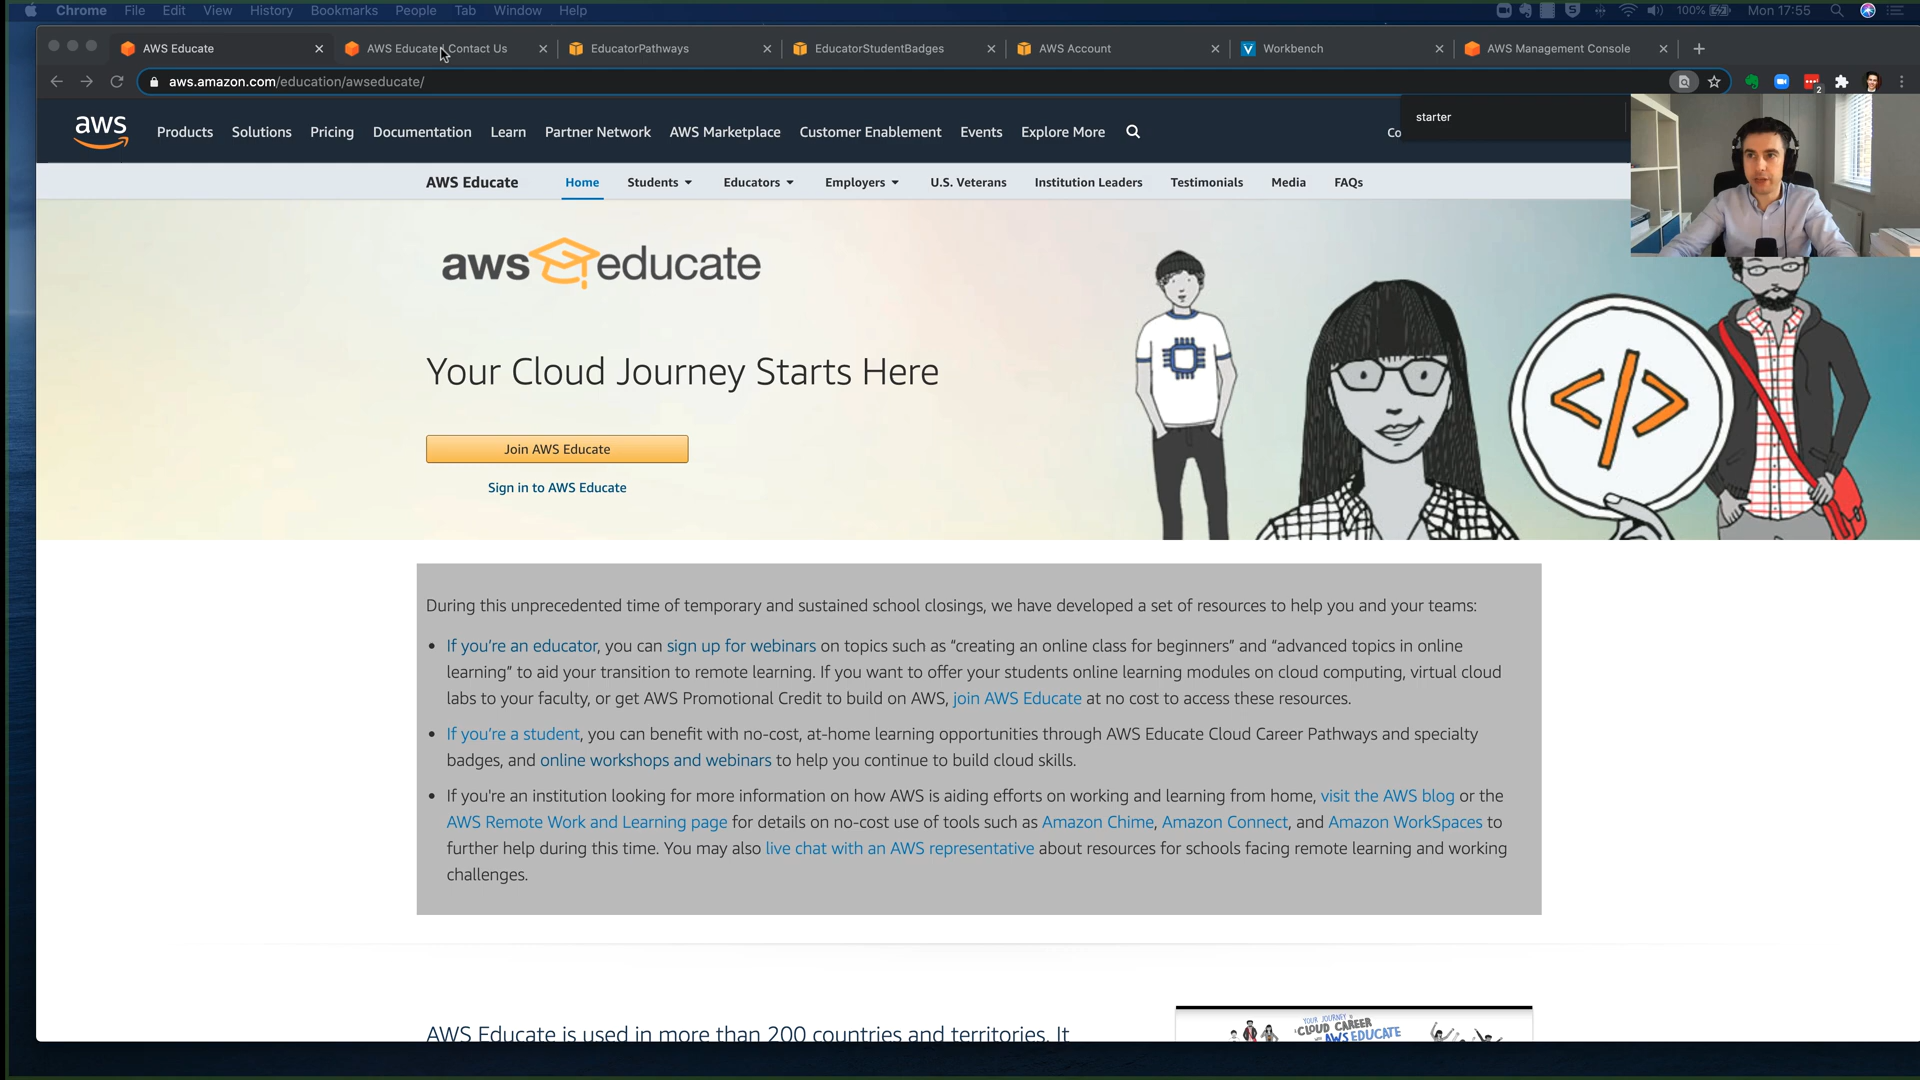 Chrome File Edit View History Bookmarks People Tab Window Help 100% Mon 17:55
AWS Educate AWS Educate | Contact Us EducatorPathways EducatorStudentBadges AWS Account Workbench AWS Management Console
aws.amazon.com/education/awseducate/
2
starter
aws Products Solutions Pricing Documentation Learn Partner Network AWS Marketplace Customer Enablement Events Explore More Co
AWS Educate Home Students Educators Employers U.S. Veterans Institution Leaders Testimonials Media FAQs
aws educate
Your Cloud Journey Starts Here
</>
Join AWS Educate
Sign in to AWS Educate
During this unprecedented time of temporary and sustained school closings, we have developed a set of resources to help you and your teams:
• If you’re an educator, you can sign up for webinars on topics such as “creating an online class for beginners” and “advanced topics in online
learning” to aid your transition to remote learning. If you want to offer your students online learning modules on cloud computing, virtual cloud
labs to your faculty, or get AWS Promotional Credit to build on AWS, join AWS Educate at no cost to access these resources.
• If you’re a student, you can benefit with no-cost, at-home learning opportunities through AWS Educate Cloud Career Pathways and specialty
badges, and online workshops and webinars to help you continue to build cloud skills.
• If you're an institution looking for more information on how AWS is aiding efforts on working and learning from home, visit the AWS blog or the
AWS Remote Work and Learning page for details on no-cost use of tools such as Amazon Chime, Amazon Connect, and Amazon WorkSpaces to
further help during this time. You may also live chat with an AWS representative about resources for schools facing remote learning and working
challenges.
AWS Educate is used in more than 200 countries and territories. It
YOUR JOURNEY to
CLOUD CAREER
AWS EDUCATE